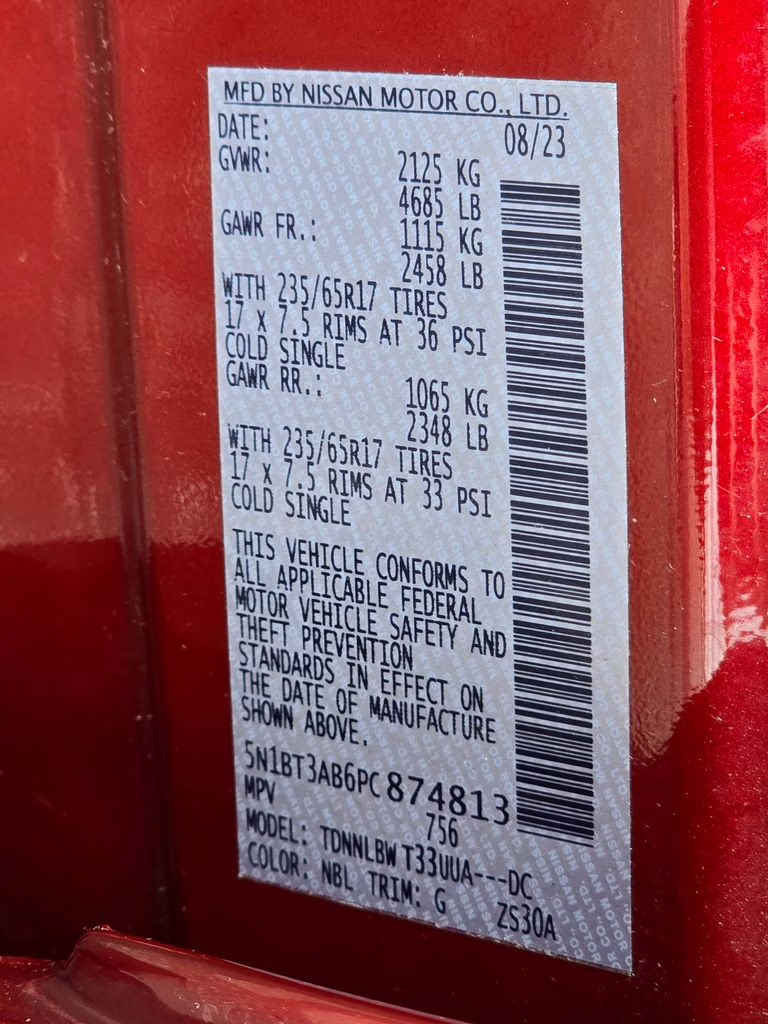 MFD BY NISSAN MOTOR CO., LTD.
DATE: 08/23
GVWR: 2125 KG
4685 LB
GAWR FR.: 1115 KG
2458 LB
WITH 235/65R17 TIRES
17 x 7.5 RIMS AT 36 PSI
COLD SINGLE
GAWR RR.: 1065 KG
2348 LB
WITH 235/65R17 TIRES
17 x 7.5 RIMS AT 33 PSI
COLD SINGLE
THIS VEHICLE CONFORMS TO
ALL APPLICABLE FEDERAL
MOTOR VEHICLE SAFETY AND
THEFT PREVENTION
STANDARDS IN EFFECT ON
THE DATE OF MANUFACTURE
SHOWN ABOVE.
5N1BT3AB6PC874813
MPV 756
MODEL: TDNNLBW T33UUA---DC
COLOR: NBL TRIM: G ZS30A